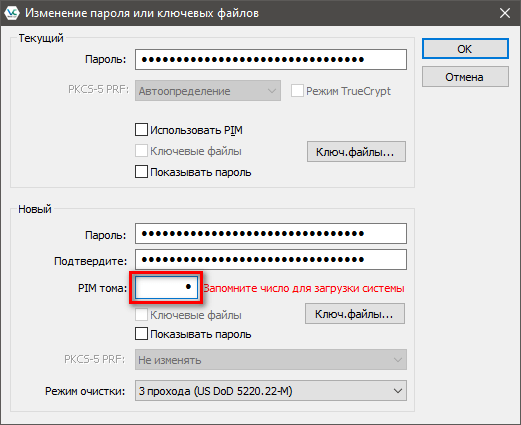 Изменение пароля или ключевых файлов
Текущий
Пароль: ••••••••••••••••••••••••••••••••
PKCS-5 PRF: Автоопределение Режим TrueCrypt
Использовать PIM
Ключевые файлы Ключ.файлы...
Показывать пароль
OK
Отмена
Новый
Пароль: ••••••••••••••••••••••••••••••••
Подтвердите: ••••••••••••••••••••••••••••••••
PIM тома: • Запомните число для загрузки системы
Ключевые файлы Ключ.файлы...
Показывать пароль
PKCS-5 PRF: Не изменять
Режим очистки: 3 прохода (US DoD 5220.22-M)